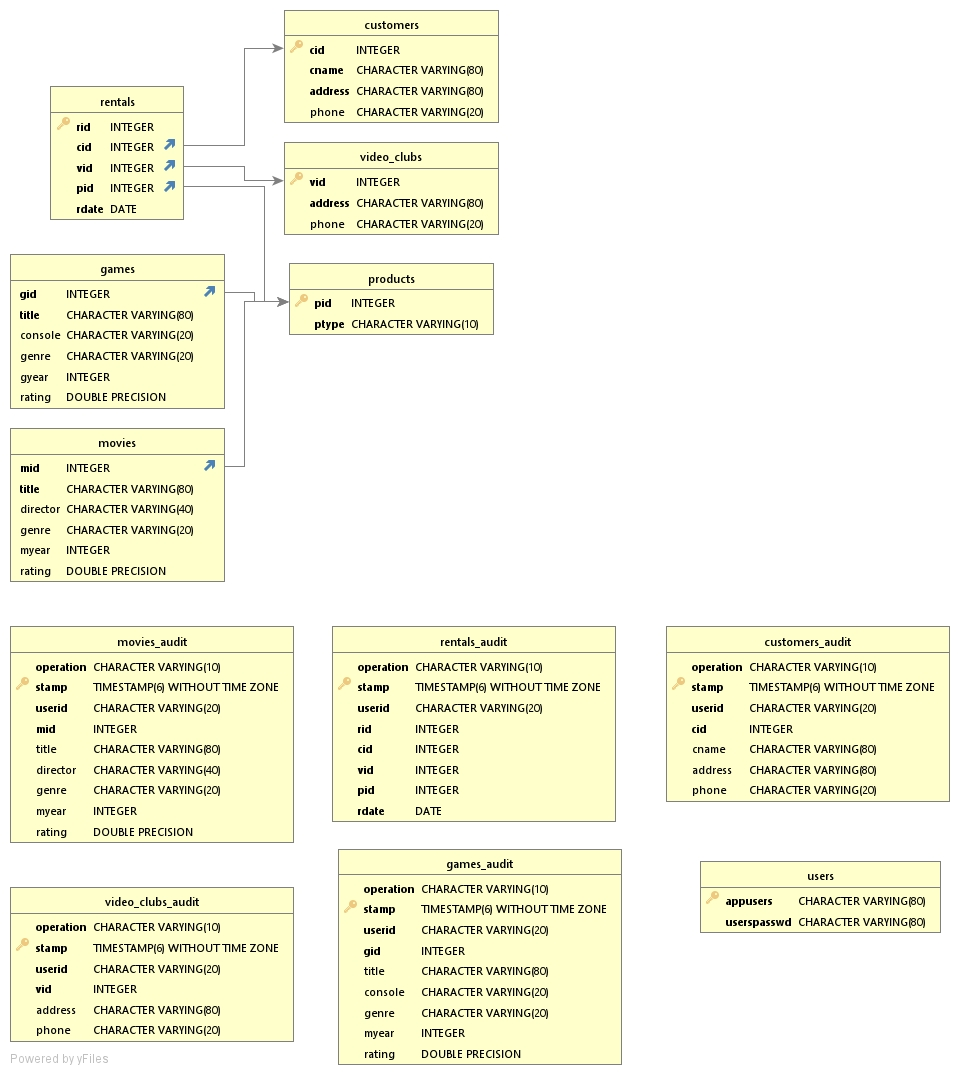 customers
cid INTEGER
cname CHARACTER VARYING(80)
address CHARACTER VARYING(80)
phone CHARACTER VARYING(20)
rentals
rid INTEGER
cid INTEGER
vid INTEGER
pid INTEGER
rdate DATE
video_clubs
vid INTEGER
address CHARACTER VARYING(80)
phone CHARACTER VARYING(20)
games
gid INTEGER
title CHARACTER VARYING(80)
console CHARACTER VARYING(20)
genre CHARACTER VARYING(20)
gyear INTEGER
rating DOUBLE PRECISION
products
pid INTEGER
ptype CHARACTER VARYING(10)
movies
mid INTEGER
title CHARACTER VARYING(80)
director CHARACTER VARYING(40)
genre CHARACTER VARYING(20)
myear INTEGER
rating DOUBLE PRECISION
movies_audit
operation CHARACTER VARYING(10)
stamp TIMESTAMP(6) WITHOUT TIME ZONE
userid CHARACTER VARYING(20)
mid INTEGER
title CHARACTER VARYING(80)
director CHARACTER VARYING(40)
genre CHARACTER VARYING(20)
myear INTEGER
rating DOUBLE PRECISION
rentals_audit
operation CHARACTER VARYING(10)
stamp TIMESTAMP(6) WITHOUT TIME ZONE
userid CHARACTER VARYING(20)
rid INTEGER
cid INTEGER
vid INTEGER
pid INTEGER
rdate DATE
customers_audit
operation CHARACTER VARYING(10)
stamp TIMESTAMP(6) WITHOUT TIME ZONE
userid CHARACTER VARYING(20)
cid INTEGER
cname CHARACTER VARYING(80)
address CHARACTER VARYING(80)
phone CHARACTER VARYING(20)
video_clubs_audit
operation CHARACTER VARYING(10)
stamp TIMESTAMP(6) WITHOUT TIME ZONE
userid CHARACTER VARYING(20)
vid INTEGER
address CHARACTER VARYING(80)
phone CHARACTER VARYING(20)
games_audit
operation CHARACTER VARYING(10)
stamp TIMESTAMP(6) WITHOUT TIME ZONE
userid CHARACTER VARYING(20)
gid INTEGER
title CHARACTER VARYING(80)
console CHARACTER VARYING(20)
genre CHARACTER VARYING(20)
myear INTEGER
rating DOUBLE PRECISION
users
appusers CHARACTER VARYING(80)
userspasswd CHARACTER VARYING(80)
Powered by yFiles